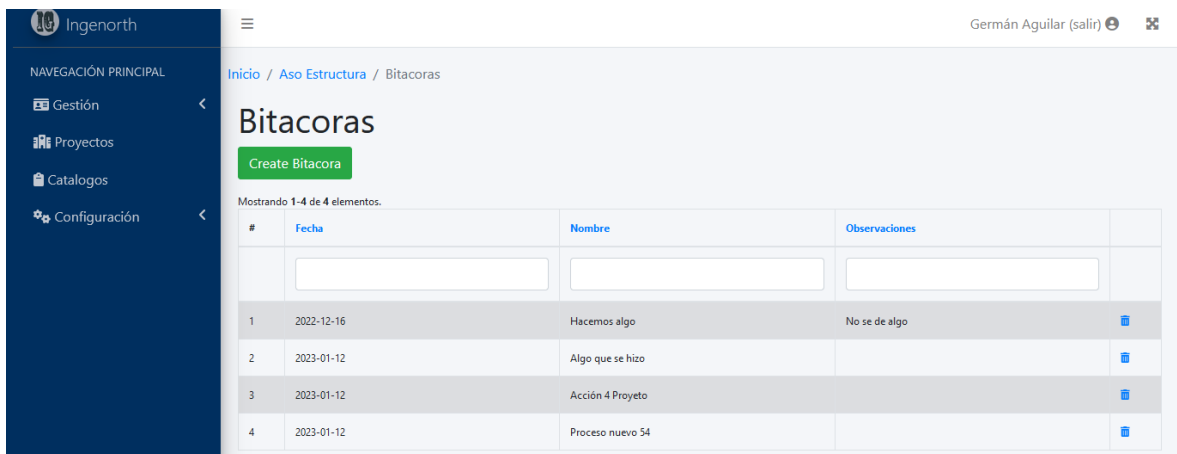 IG Ingenorth
Germán Aguilar (salir)
NAVEGACIÓN PRINCIPAL
Gestión
Proyectos
Catalogos
Configuración
Inicio / Aso Estructura / Bitacoras
Bitacoras
Create Bitacora
Mostrando 1-4 de 4 elementos.
# Fecha Nombre Observaciones
1 2022-12-16 Hacemos algo No se de algo
2 2023-01-12 Algo que se hizo
3 2023-01-12 Acción 4 Proyeto
4 2023-01-12 Proceso nuevo 54